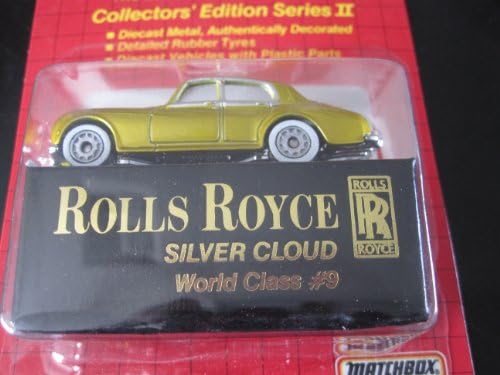 Collectors' Edition Series II
■ Diecast Metal, Authentically Decorated
■ Detailed Rubber Tyres
■ Diecast Vehicles with Plastic Parts
ROLLS ROYCE
SILVER CLOUD
World Class #9
ROLLS
RR
ROYCE
MATCHBOX